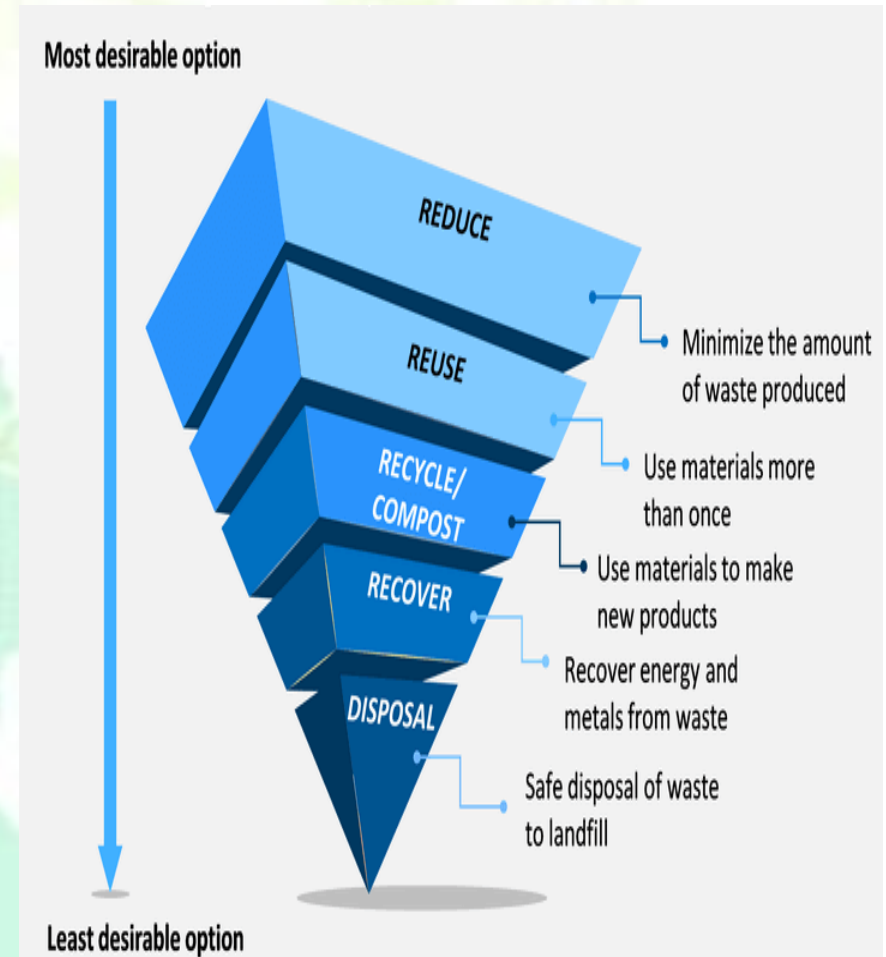 Most desirable option
REDUCE
Minimize the amount
of waste produced
REUSE
Use materials more
than once
RECYCLE/
COMPOST
Use materials to make
new products
RECOVER
Recover energy and
metals from waste
DISPOSAL
Safe disposal of waste
to landfill
Least desirable option